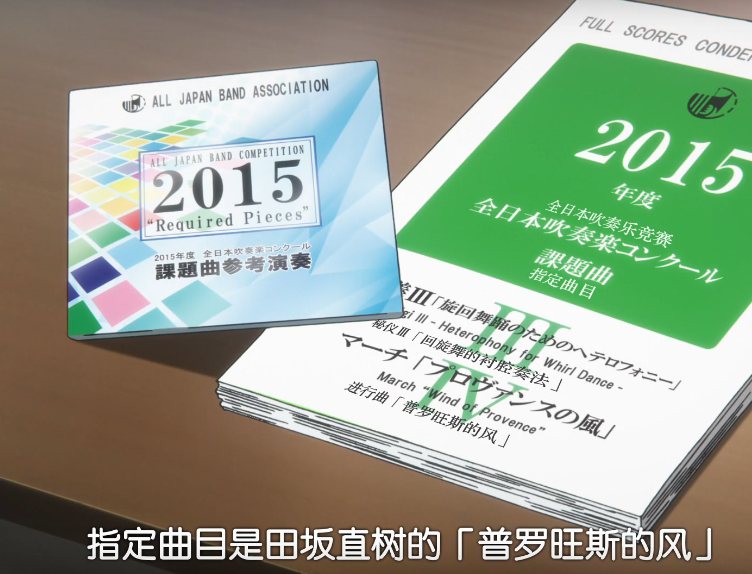 ALL JAPAN BAND ASSOCIATION
ALL JAPAN BAND COMPETITION
2015
"Required Pieces"
2015年度 全日本吹奏楽コンクール
課題曲参考演奏
FULL SCORES
2015
年度
全日本吹奏乐竞赛
全日本吹奏楽コンクール
課題曲
指定曲目
III
III「旋回舞踊のためのヘテロフォニー」
III - Heterophony for Whirl Dance -
秘仪III「回旋舞的衬腔奏法」
IV
マーチ「プロヴァンスの風」
March "Wind of Provence"
进行曲「普罗旺斯的风」
指定曲目是田坂直树的「普罗旺斯的风」